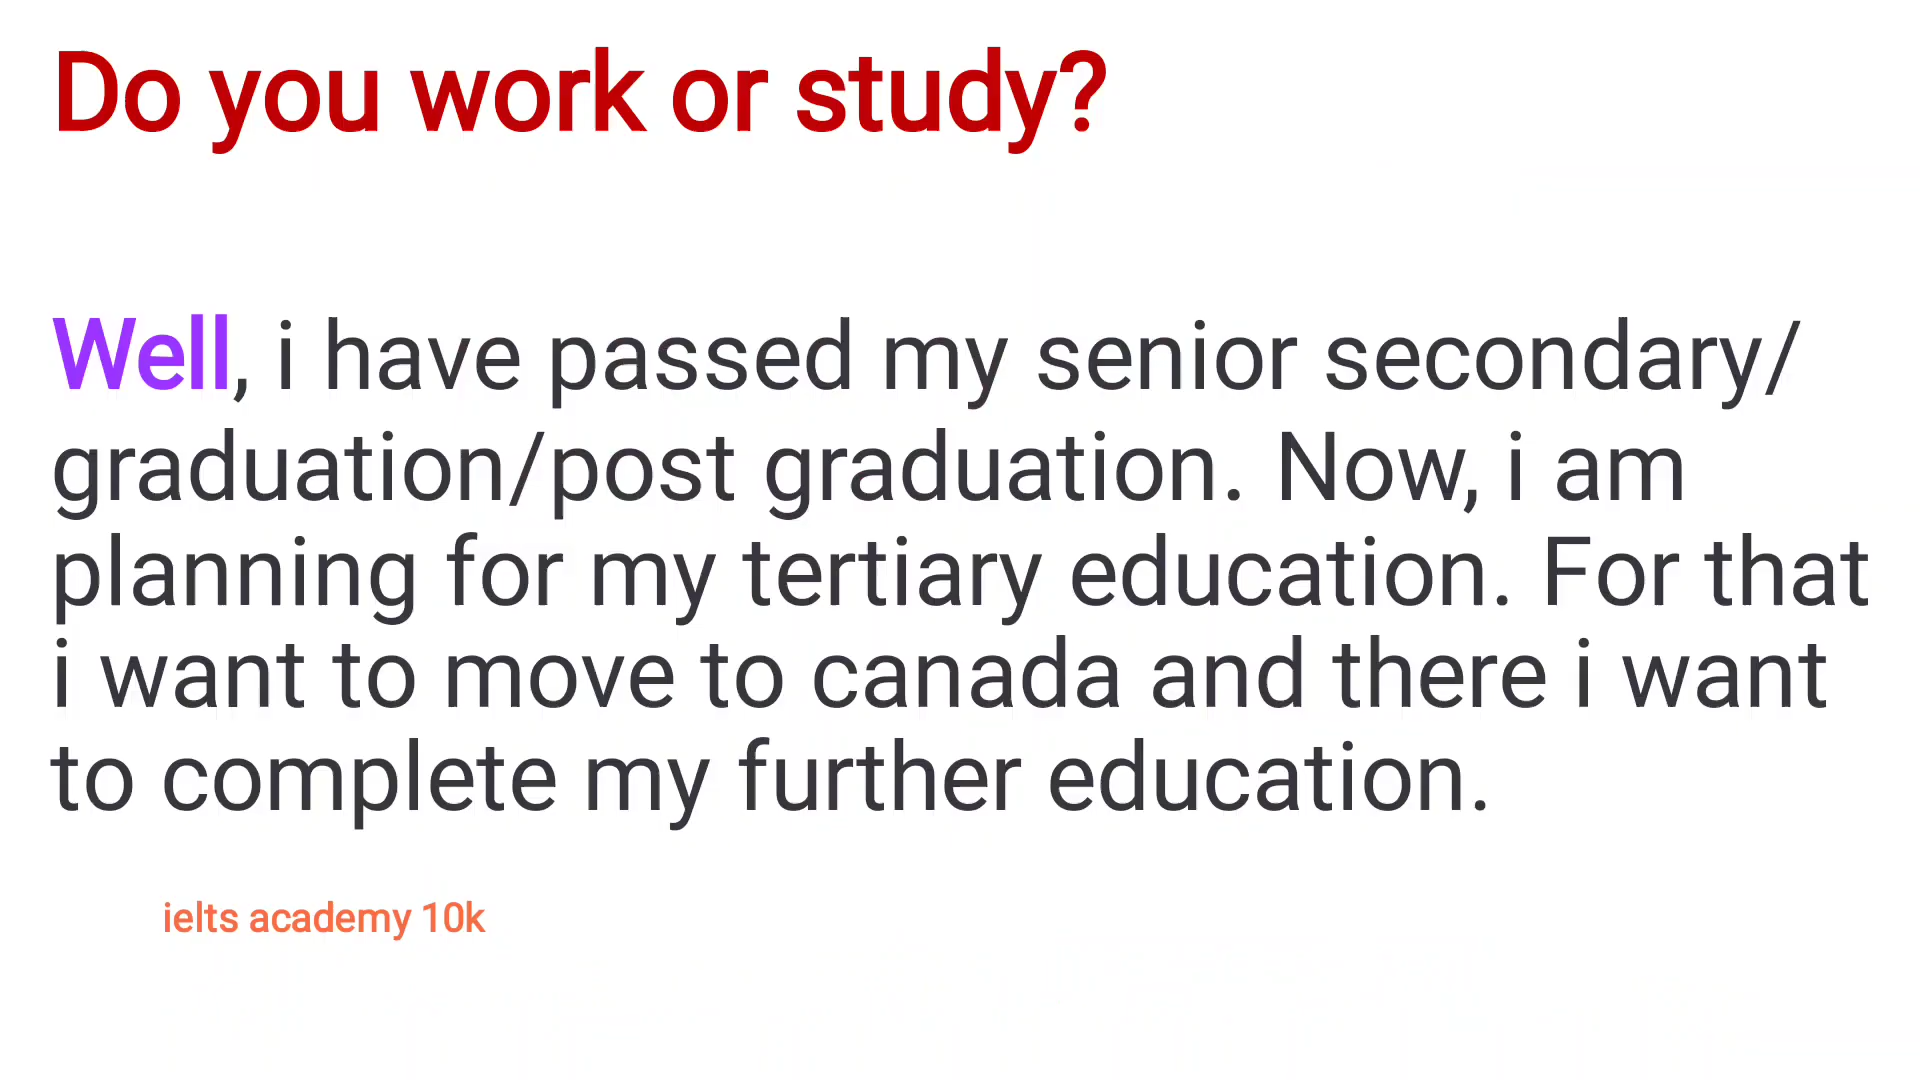 Do you work or study?
Well, i have passed my senior secondary/
graduation/post graduation. Now, i am
planning for my tertiary education. For that
i want to move to canada and there i want
to complete my further education.
ielts academy 10k